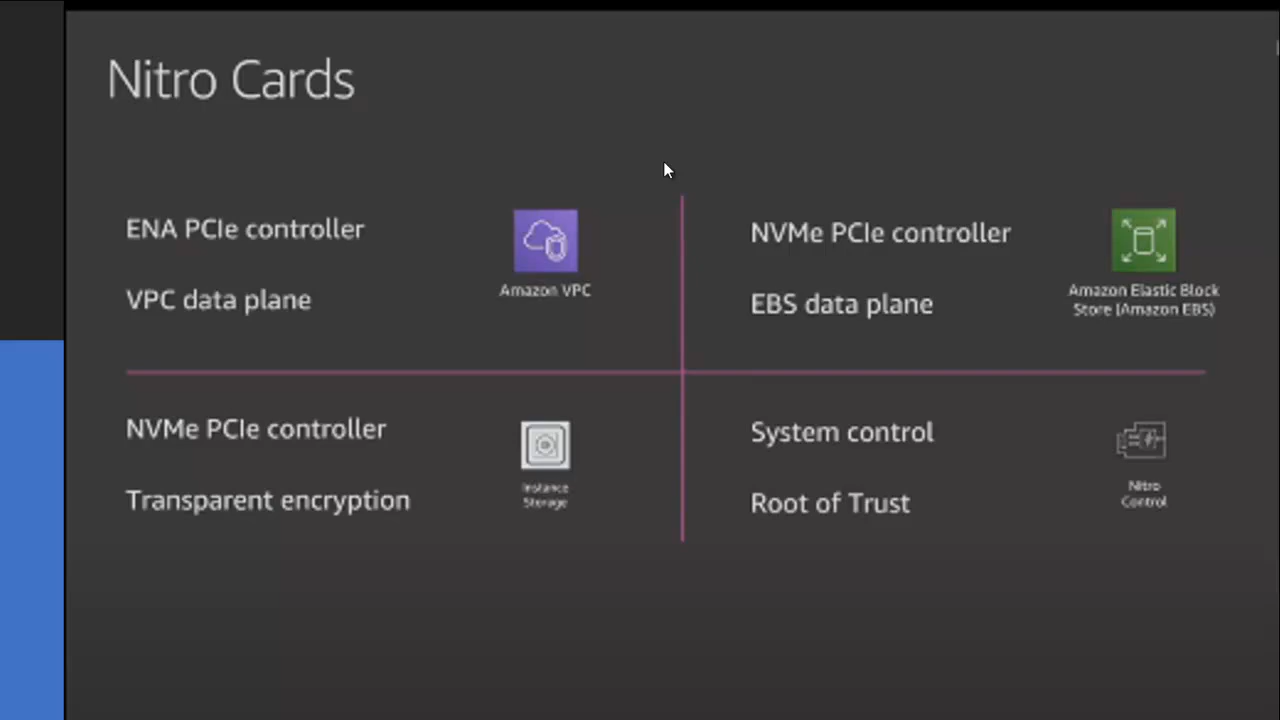 Nitro Cards
ENA PCIe controller
VPC data plane
Amazon VPC
NVMe PCIe controller
EBS data plane
Amazon Elastic Block
Store (Amazon EBS)
NVMe PCIe controller
Transparent encryption
Instance
Storage
System control
Root of Trust
Nitro
Control